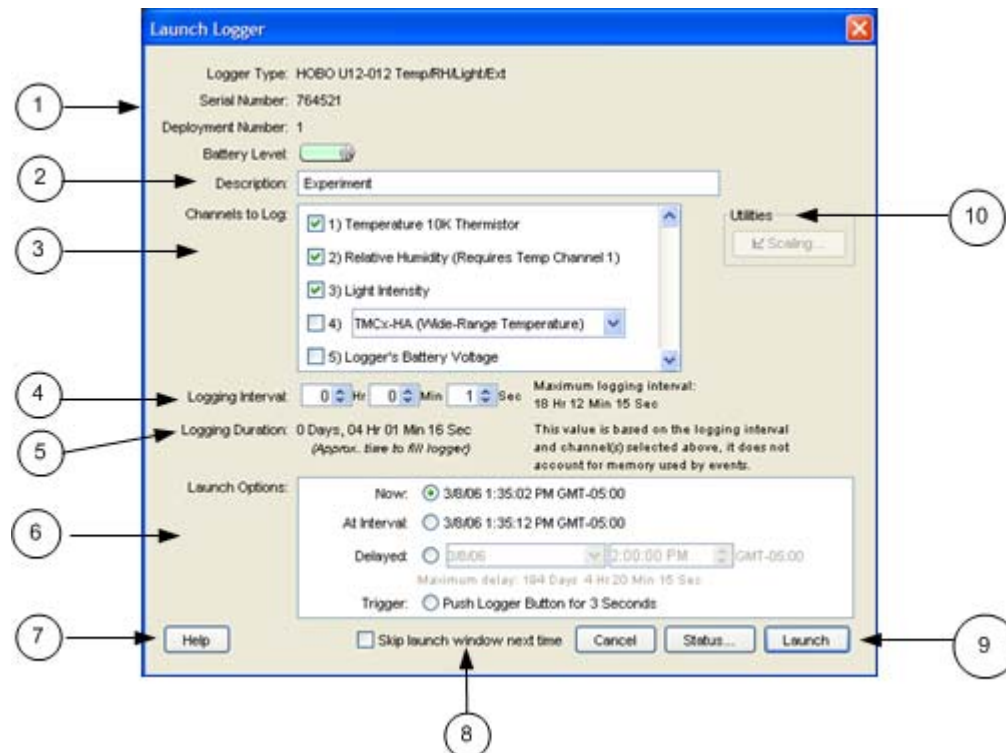 Launch Logger
Logger Type: HOBO U12-012 Temp/RH/Light/Ext
1
Serial Number: 764521
Deployment Number: 1
Battery Level:
2
Description: Experiment
3
Channels to Log:
1) Temperature 10K Thermistor
2) Relative Humidity (Requires Temp Channel 1)
3) Light Intensity
4) TMCx-HA (Wide-Range Temperature)
5) Logger's Battery Voltage
Utilities
Scaling...
10
4
Logging Interval: 0 Hr 0 Min 1 Sec
Maximum logging interval:
18 Hr 12 Min 15 Sec
5
Logging Duration: 0 Days, 04 Hr 01 Min 16 Sec
(Approx. time to fill logger)
This value is based on the logging interval
and channel(s) selected above, it does not
account for memory used by events.
6
Launch Options:
Now: 3/8/06 1:35:02 PM GMT-05:00
At Interval: 3/8/06 1:35:12 PM GMT-05:00
Delayed: 3/8/06 2:00:00 PM GMT-05:00
Maximum delay: 194 Days 4 Hr 20 Min 15 Sec
Trigger: Push Logger Button for 3 Seconds
7
Help
Skip launch window next time
Cancel
Status...
Launch
9
8